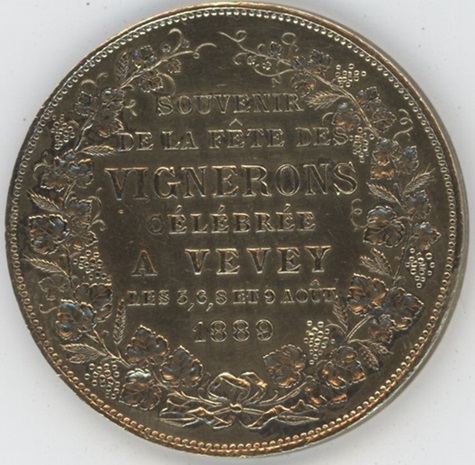 SOUVENIR
DE LA FÊTE DES
VIGNERONS
CÉLÉBRÉE
A VEVEY
LES 5,6,8 ET 9 AOÛT
1889